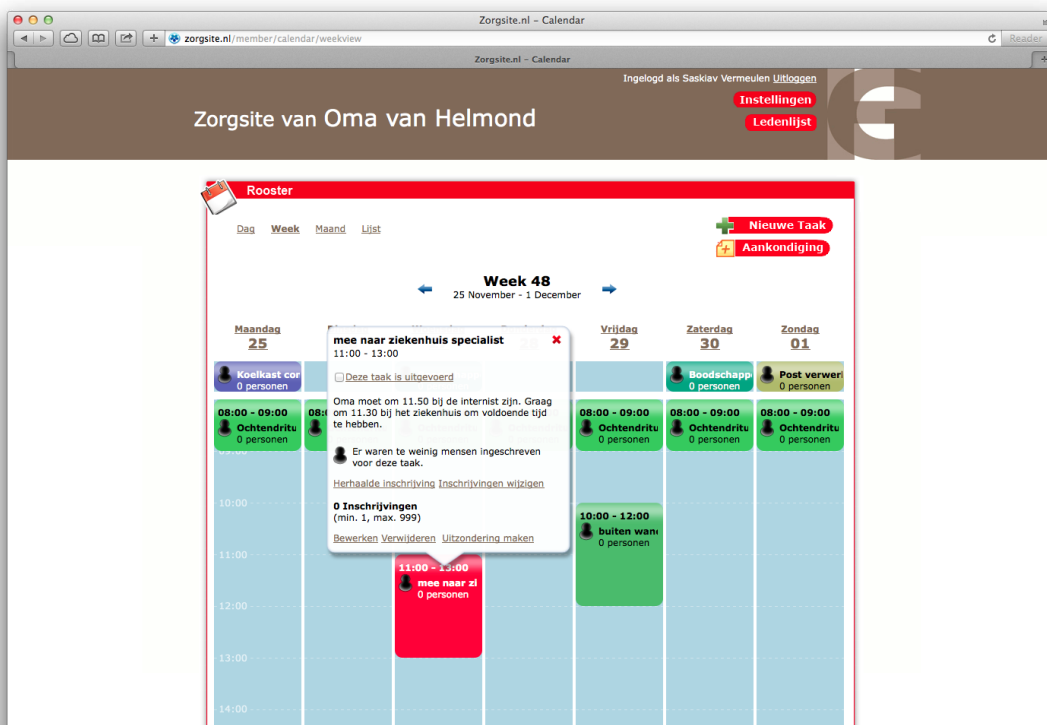 Zorgsite.nl – Calendar
zorgsite.nl/member/calendar/weekview
Reader
Zorgsite.nl – Calendar
Ingelogd als Saskiav Vermeulen Uitloggen
Instellingen
Ledenlijst
Zorgsite van Oma van Helmond
Rooster
Dag Week Maand Lijst
Nieuwe Taak
Aankondiging
Week 48
25 November - 1 December
Maandag
25
Vrijdag
29
Zaterdag
30
Zondag
01
Koelkast con
0 personen
Boodschapp
0 personen
Post verwer
0 personen
mee naar ziekenhuis specialist
11:00 - 13:00
Deze taak is uitgevoerd
Oma moet om 11.50 bij de internist zijn. Graag
om 11.30 bij het ziekenhuis om voldoende tijd
te hebben.
Er waren te weinig mensen ingeschreven
voor deze taak.
Herhaalde inschrijving Inschrijvingen wijzigen
0 Inschrijvingen
(min. 1, max. 999)
Bewerken Verwijderen Uitzondering maken
08:00 - 09:00
Ochtendritu
0 personen
08:0
08:00 - 09:00
Ochtendritu
0 personen
08:00 - 09:00
Ochtendritu
0 personen
08:00 - 09:00
Ochtendritu
0 personen
09:00
10:00
10:00 - 12:00
buiten wan
0 personen
11:00
11:00 - 13:00
mee naar zi
0 personen
12:00
13:00
14:00